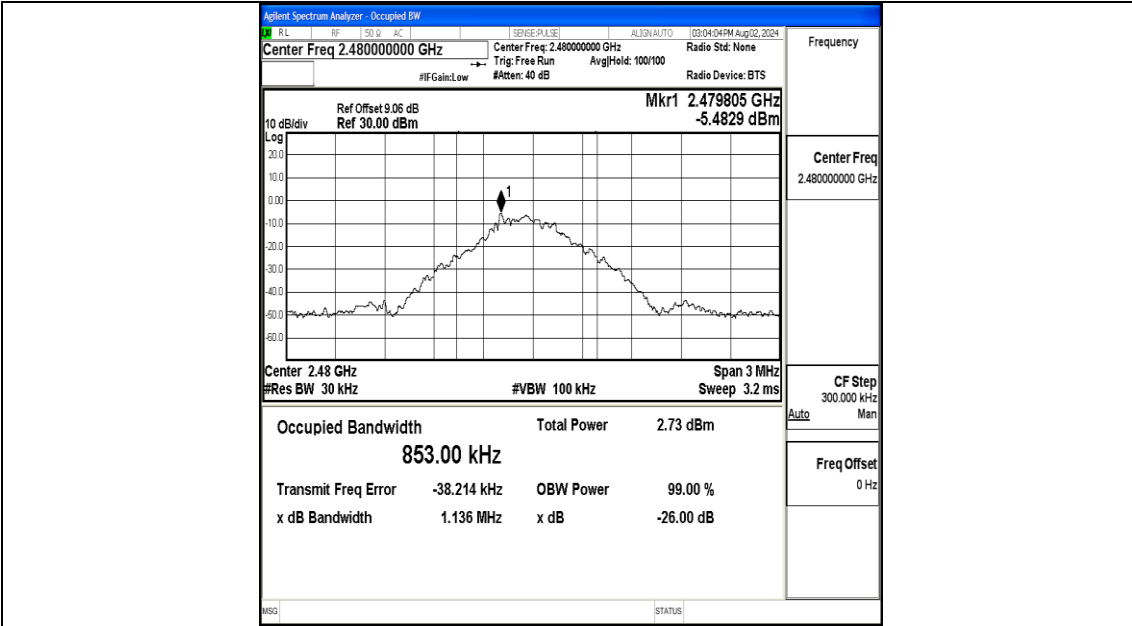 Agilent Spectrum Analyzer - Occupied BW
RL RF 50 Ω AC SENSE:PULSE ALIGN AUTO 03:04:04 PM Aug 02, 2024
Center Freq 2.480000000 GHz
Center Freq: 2.480000000 GHz
Radio Std: None
Trig: Free Run Avg|Hold: 100/100
#IFGain:Low #Atten: 40 dB Radio Device: BTS
Ref Offset 9.06 dB
10 dB/div Ref 30.00 dBm
Mkr1 2.479805 GHz
-5.4829 dBm
Log
20.0
10.0
0.00
-10.0
-20.0
-30.0
-40.0
-50.0
-60.0
1
Center 2.48 GHz Span 3 MHz
#Res BW 30 kHz #VBW 100 kHz Sweep 3.2 ms
Occupied Bandwidth Total Power 2.73 dBm
853.00 kHz
Transmit Freq Error -38.214 kHz OBW Power 99.00 %
x dB Bandwidth 1.136 MHz x dB -26.00 dB
MSG STATUS
Frequency
Center Freq
2.480000000 GHz
CF Step
300.000 kHz
Auto Man
Freq Offset
0 Hz